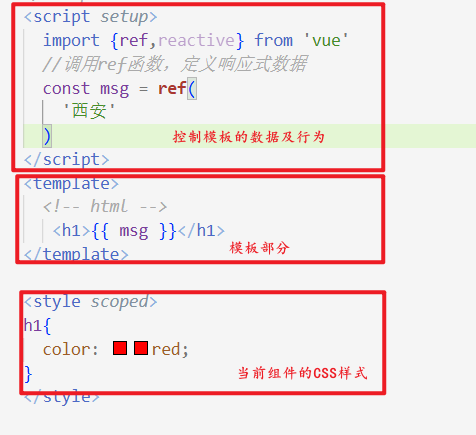 <script setup>
import {ref,reactive} from 'vue'
//调用ref函数，定义响应式数据
const msg = ref(
'西安'
)
控制模板的数据及行为
</script>
<template>
<!-- html -->
<h1>{{ msg }}</h1>
模板部分
</template>
<style scoped>
h1{
color: red;
}
当前组件的CSS样式
</style>